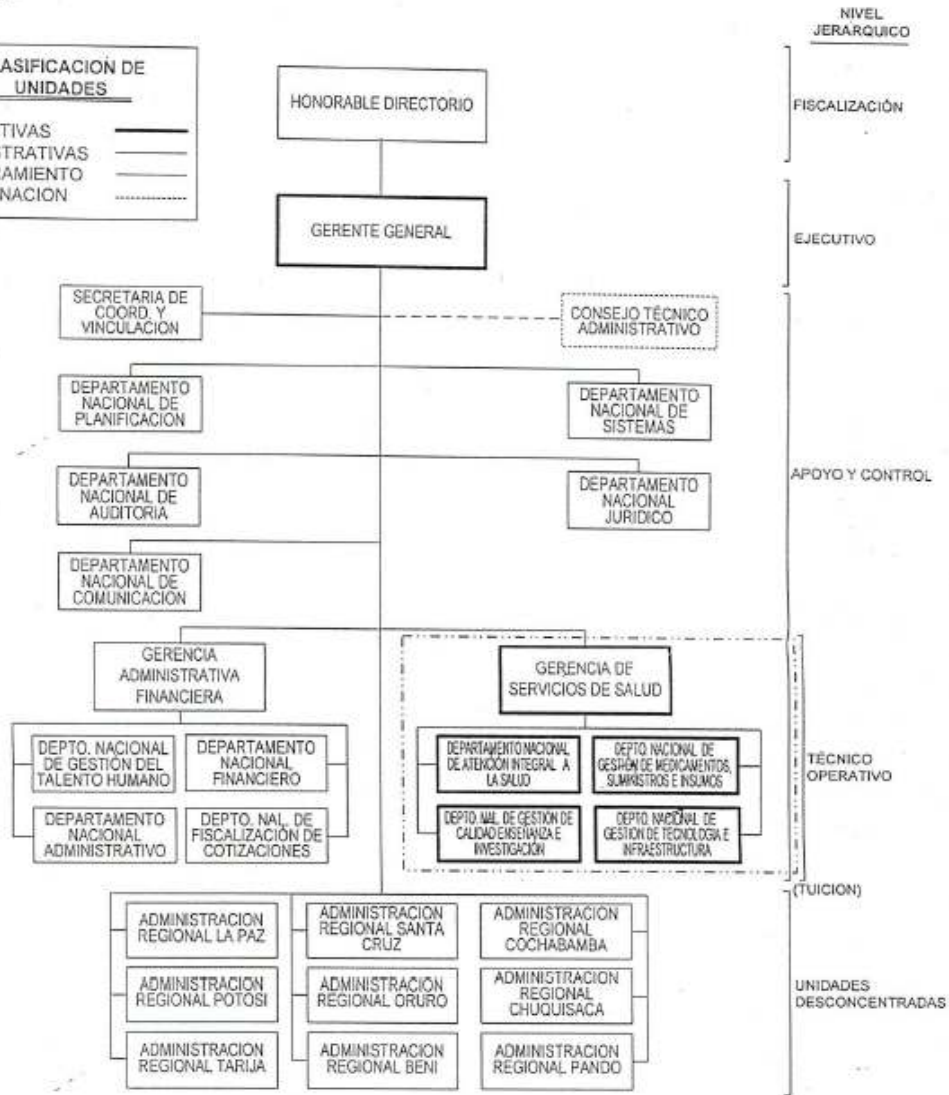 NIVEL
JERARQUICO
ASIFICACION DE
UNIDADES
TIVAS
STRATIVAS
RAMIENTO
NACION
HONORABLE DIRECTORIO
FISCALIZACIÓN
GERENTE GENERAL
EJECUTIVO
SECRETARIA DE
COORD. Y
VINCULACION
CONSEJO TÉCNICO
ADMINISTRATIVO
DEPARTAMENTO
NACIONAL DE
PLANIFICACION
DEPARTAMENTO
NACIONAL DE
SISTEMAS
DEPARTAMENTO
NACIONAL DE
AUDITORIA
DEPARTAMENTO
NACIONAL
JURIDICO
APOYO Y CONTROL
DEPARTAMENTO
NACIONAL DE
COMUNICACION
GERENCIA
ADMINISTRATIVA
FINANCIERA
GERENCIA DE
SERVICIOS DE SALUD
DEPTO. NACIONAL
DE GESTIÓN DEL
TALENTO HUMANO
DEPARTAMENTO
NACIONAL
FINANCIERO
DEPARTAMENTO NACIONAL
DE ATENCIÓN INTEGRAL A
LA SALUD
DEPTO. NACIONAL DE
GESTIÓN DE MEDICAMENTOS,
SUMINISTROS E INSUMOS
TÉCNICO
OPERATIVO
DEPARTAMENTO
NACIONAL
ADMINISTRATIVO
DEPTO. NAL. DE
FISCALIZACIÓN DE
COTIZACIONES
DEPTO. NAL. DE GESTIÓN DE
CALIDAD ENSEÑANZA E
INVESTIGACIÓN
DEPTO. NACIONAL DE
GESTION DE TECNOLOGIA E
INFRAESTRUCTURA
(TUICION)
ADMINISTRACION
REGIONAL LA PAZ
ADMINISTRACION
REGIONAL SANTA
CRUZ
ADMINISTRACION
REGIONAL
COCHABAMBA
ADMINISTRACION
REGIONAL POTOSI
ADMINISTRACION
REGIONAL ORURO
ADMINISTRACION
REGIONAL
CHUQUISACA
UNIDADES
DESCONCENTRADAS
ADMINISTRACION
REGIONAL TARIJA
ADMINISTRACION
REGIONAL BENI
ADMINISTRACION
REGIONAL PANDO